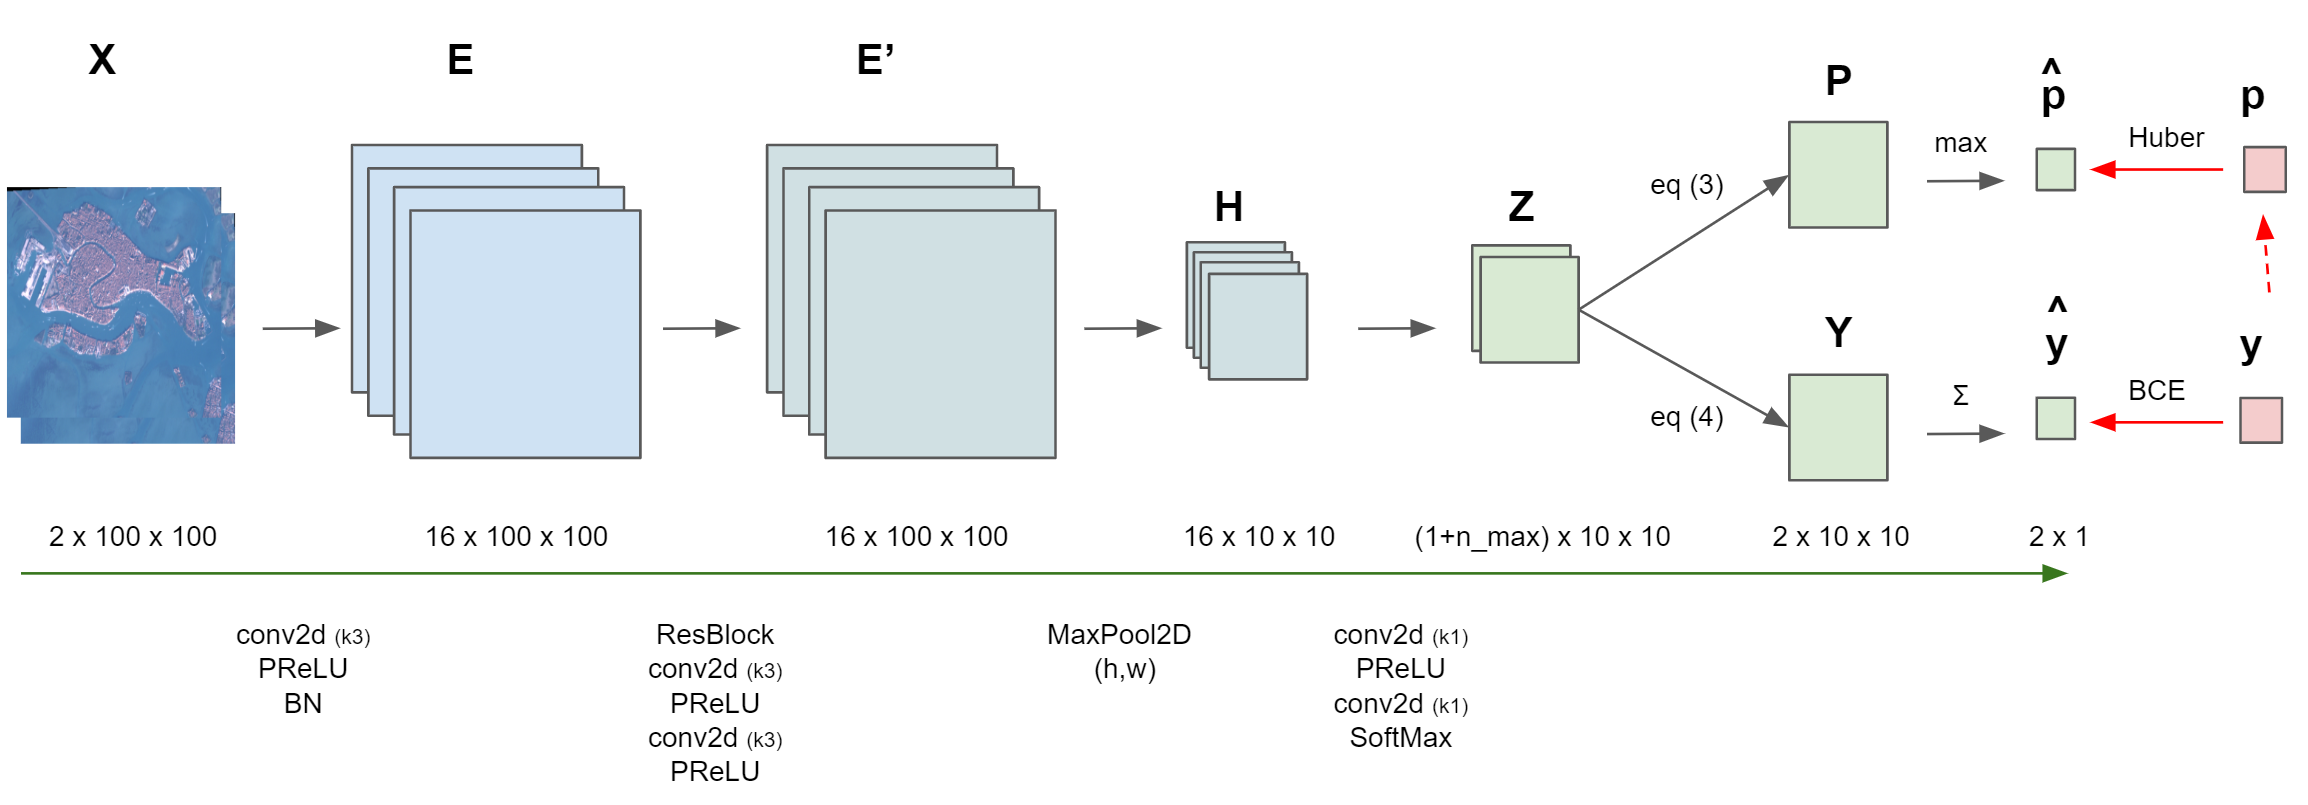 X
E
E’
H
Z
P
^
p
p
eq (3)
max
Huber
Y
^
y
y
eq (4)
Σ
BCE
2 x 100 x 100
16 x 100 x 100
16 x 100 x 100
16 x 10 x 10
(1+n_max) x 10 x 10
2 x 10 x 10
2 x 1
conv2d (k3)
PReLU
BN
ResBlock
conv2d (k3)
PReLU
conv2d (k3)
PReLU
MaxPool2D
(h,w)
conv2d (k1)
PReLU
conv2d (k1)
SoftMax